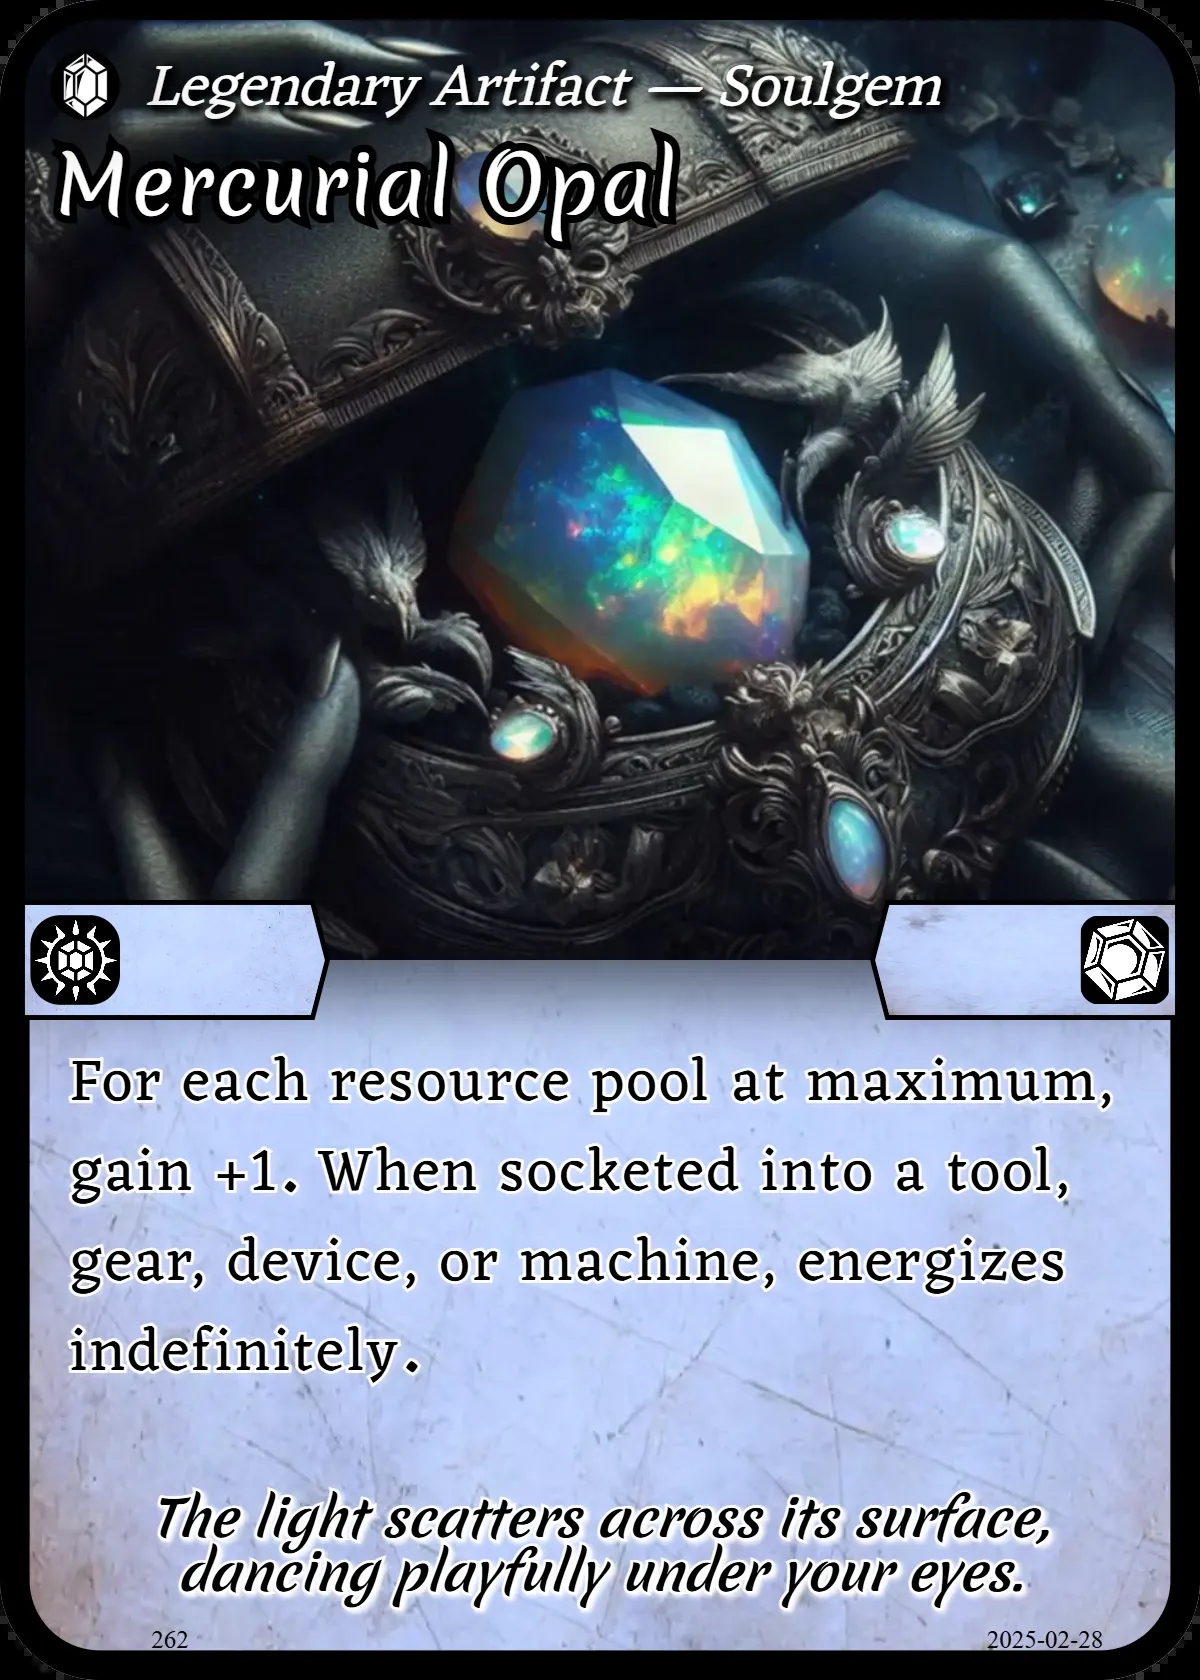 Legendary Artifact — Soulgem
Mercurial Opal
For each resource pool at maximum,
gain +1. When socketed into a tool,
gear, device, or machine, energizes
indefinitely.
The light scatters across its surface,
dancing playfully under your eyes.
262
2025-02-28